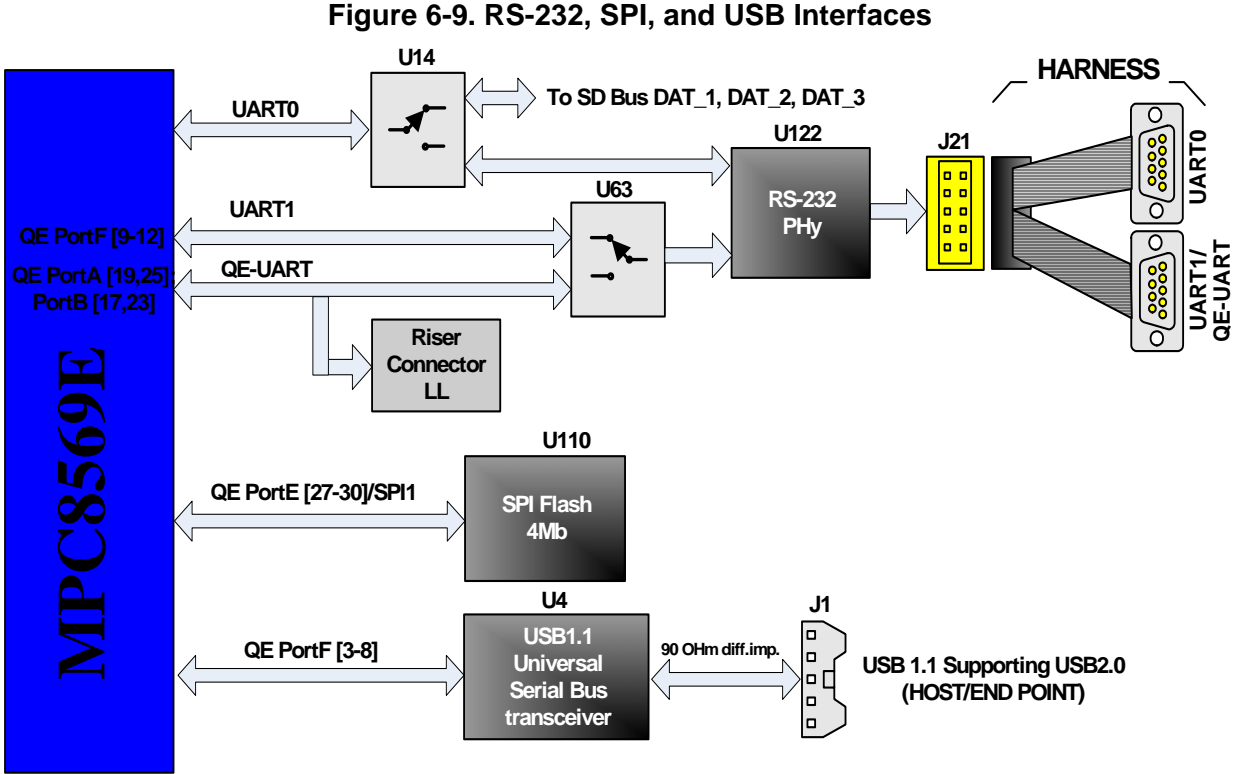 Figure 6-9. RS-232, SPI, and USB Interfaces
U14
HARNESS
UART0
To SD Bus DAT_1, DAT_2, DAT_3
U122
J21
UART0
RS-232
PHy
U63
UART1
QE PortF [9-12]
QE-UART
QE PortA [19,25];
PortB [17,23]
UART1/
QE-UART
Riser
Connector
LL
MPC8569E
U110
QE PortE [27-30]/SPI1
SPI Flash
4Mb
U4
J1
QE PortF [3-8]
USB1.1
Universal
Serial Bus
transceiver
90 OHm diff.imp.
USB 1.1 Supporting USB2.0
(HOST/END POINT)